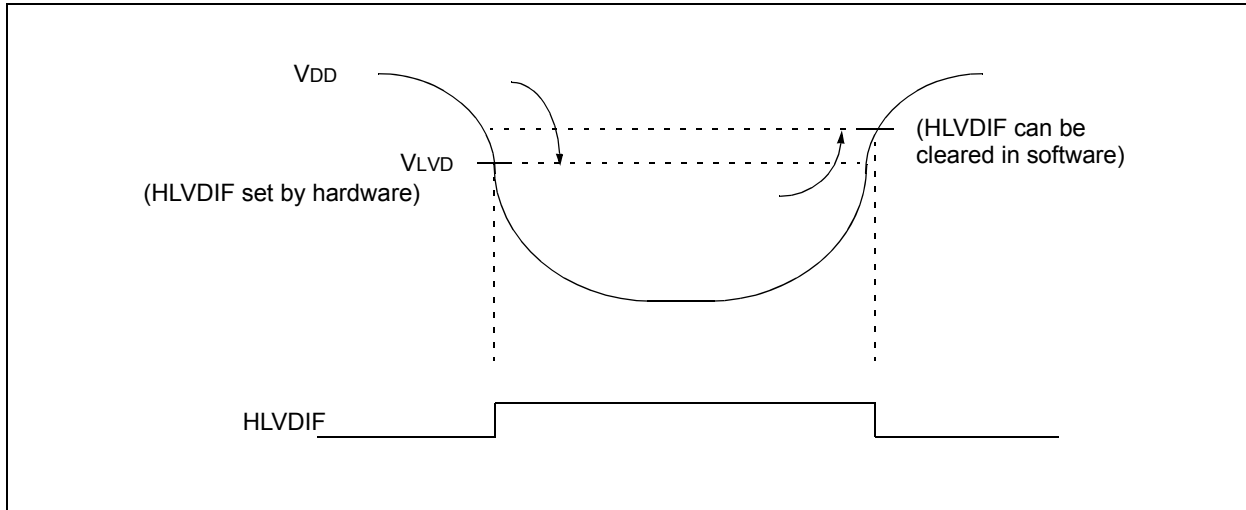 VDD
(HLVDIF can be
cleared in software)
VLVD
(HLVDIF set by hardware)
HLVDIF